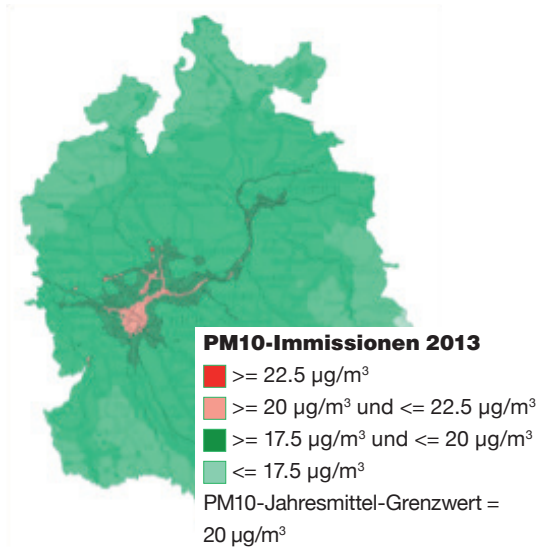 PM10-Immissionen 2013
>= 22.5 µg/m³
>= 20 µg/m³ und <= 22.5 µg/m³
>= 17.5 µg/m³ und <= 20 µg/m³
<= 17.5 µg/m³
PM10-Jahresmittel-Grenzwert =
20 µg/m³